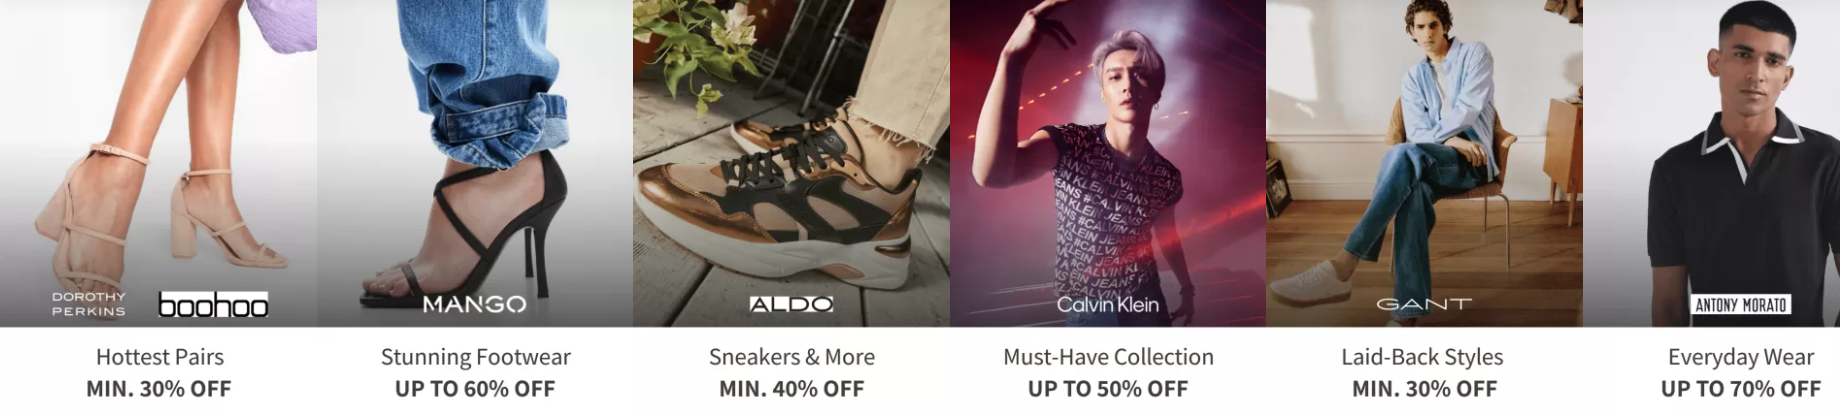 DOROTHY
PERKINS
boohoo
Hottest Pairs
MIN. 30% OFF
MANGO
Stunning Footwear
UP TO 60% OFF
ALDO
Sneakers & More
MIN. 40% OFF
Calvin Klein
Must-Have Collection
UP TO 50% OFF
GANT
Laid-Back Styles
MIN. 30% OFF
ANTONY MORATO
Everyday Wear
UP TO 70% OFF